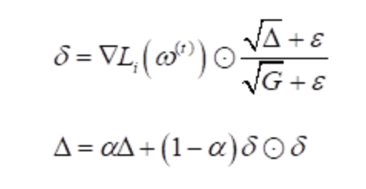 δ = ∇L_i(ω^(t)) ⊙ (√Δ + ε)/(√G + ε)
Δ = αΔ + (1 − α)δ ⊙ δ